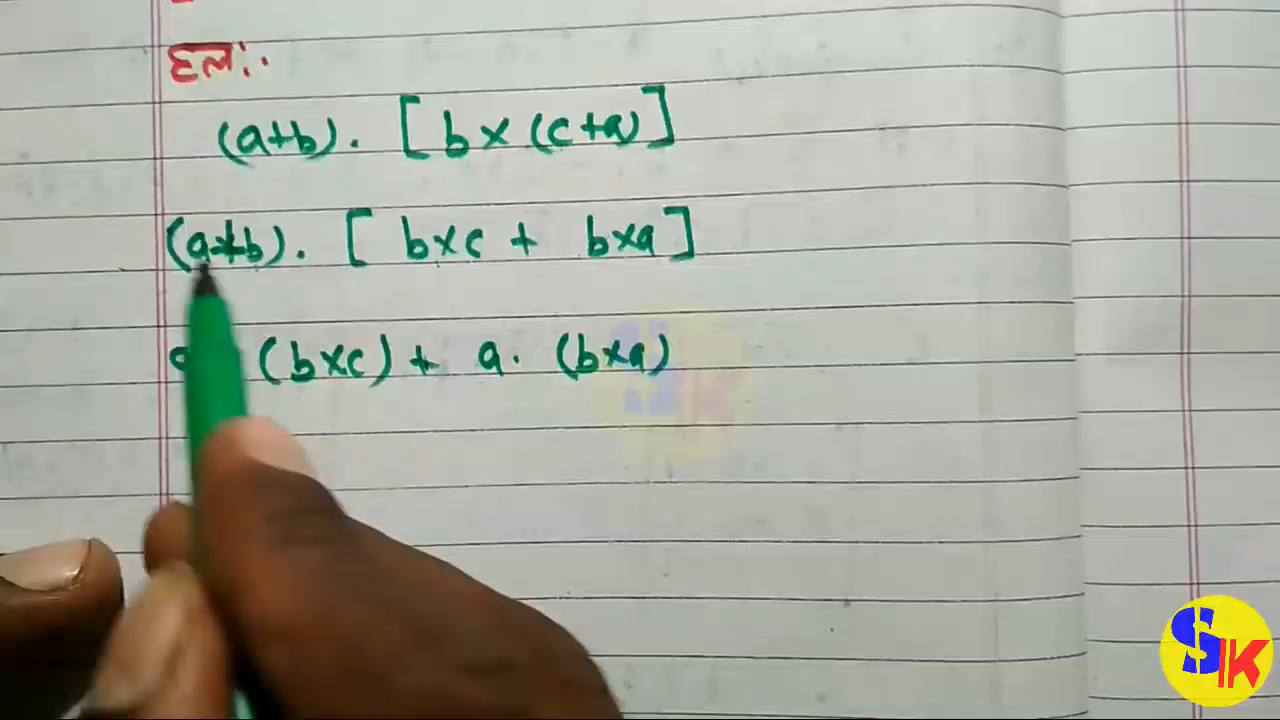 हल:-
(a+b). [ b × (c+a) ]
(a+b). [ b×c + b×a ]
(b×c) + a. (b×a)
SK